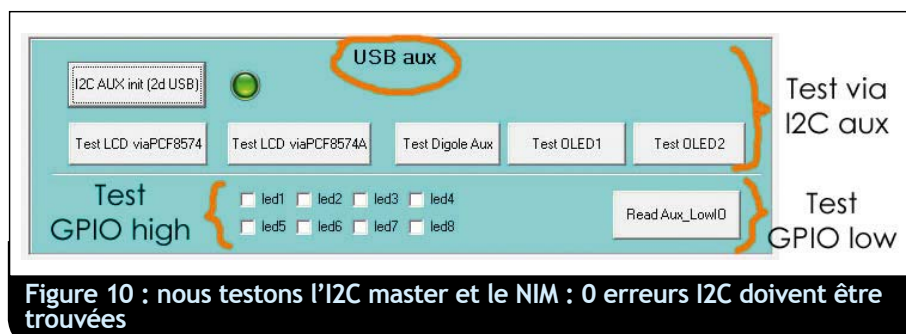 USB aux
I2C AUX init (2d USB)
Test via
I2C aux
Test LCD viaPCF8574
Test LCD viaPCF8574A
Test Digole Aux
Test OLED1
Test OLED2
Test
GPIO high
led1 led2 led3 led4
led5 led6 led7 led8
Read Aux_LowIO
Test
GPIO low
Figure 10 : nous testons l’I2C master et le NIM : 0 erreurs I2C doivent être
trouvées